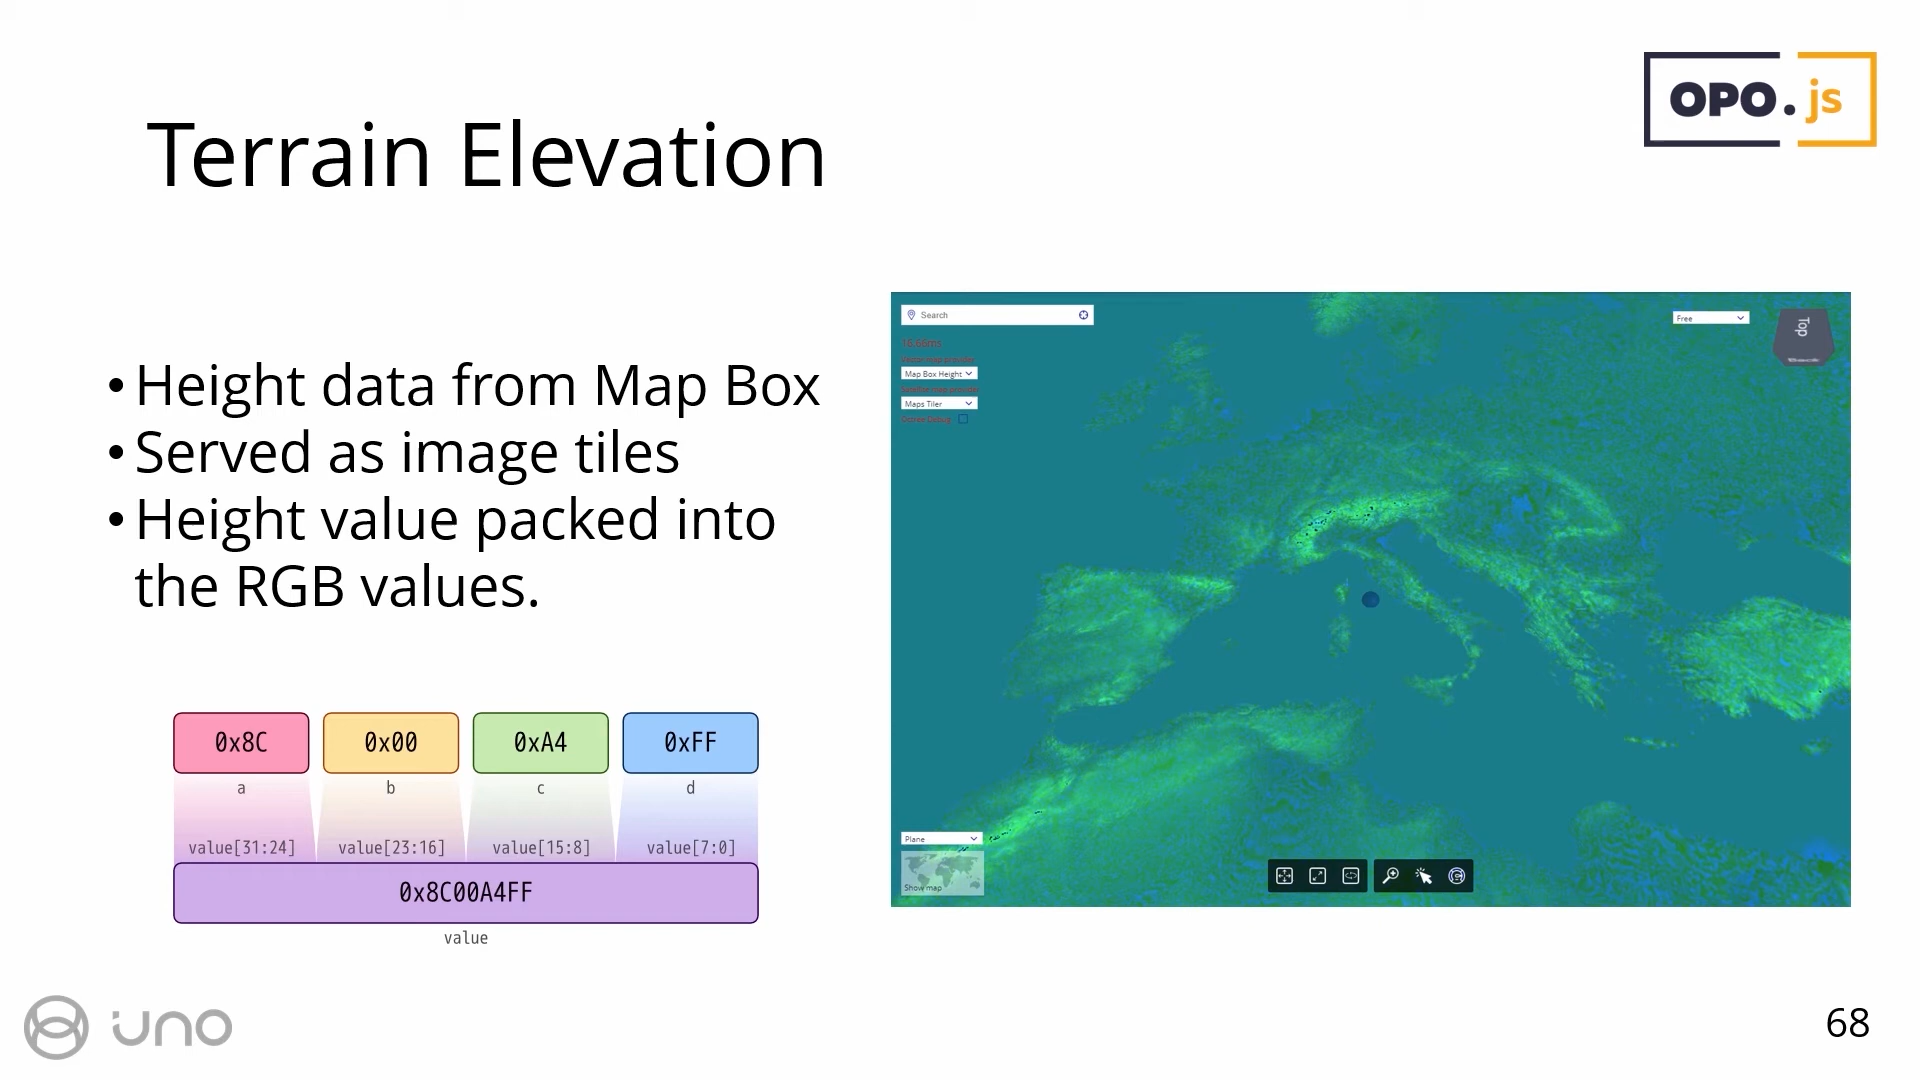 OPO.js
Terrain Elevation
• Height data from Map Box
• Served as image tiles
• Height value packed into
the RGB values.
0x8C 0x00 0xA4 0xFF
a b c d
value[31:24] value[23:16] value[15:8] value[7:0]
0x8C00A4FF
value
Search
Free
Top
Back
Map Box Height
Maps Tiler
Plane
Show map
uno
68